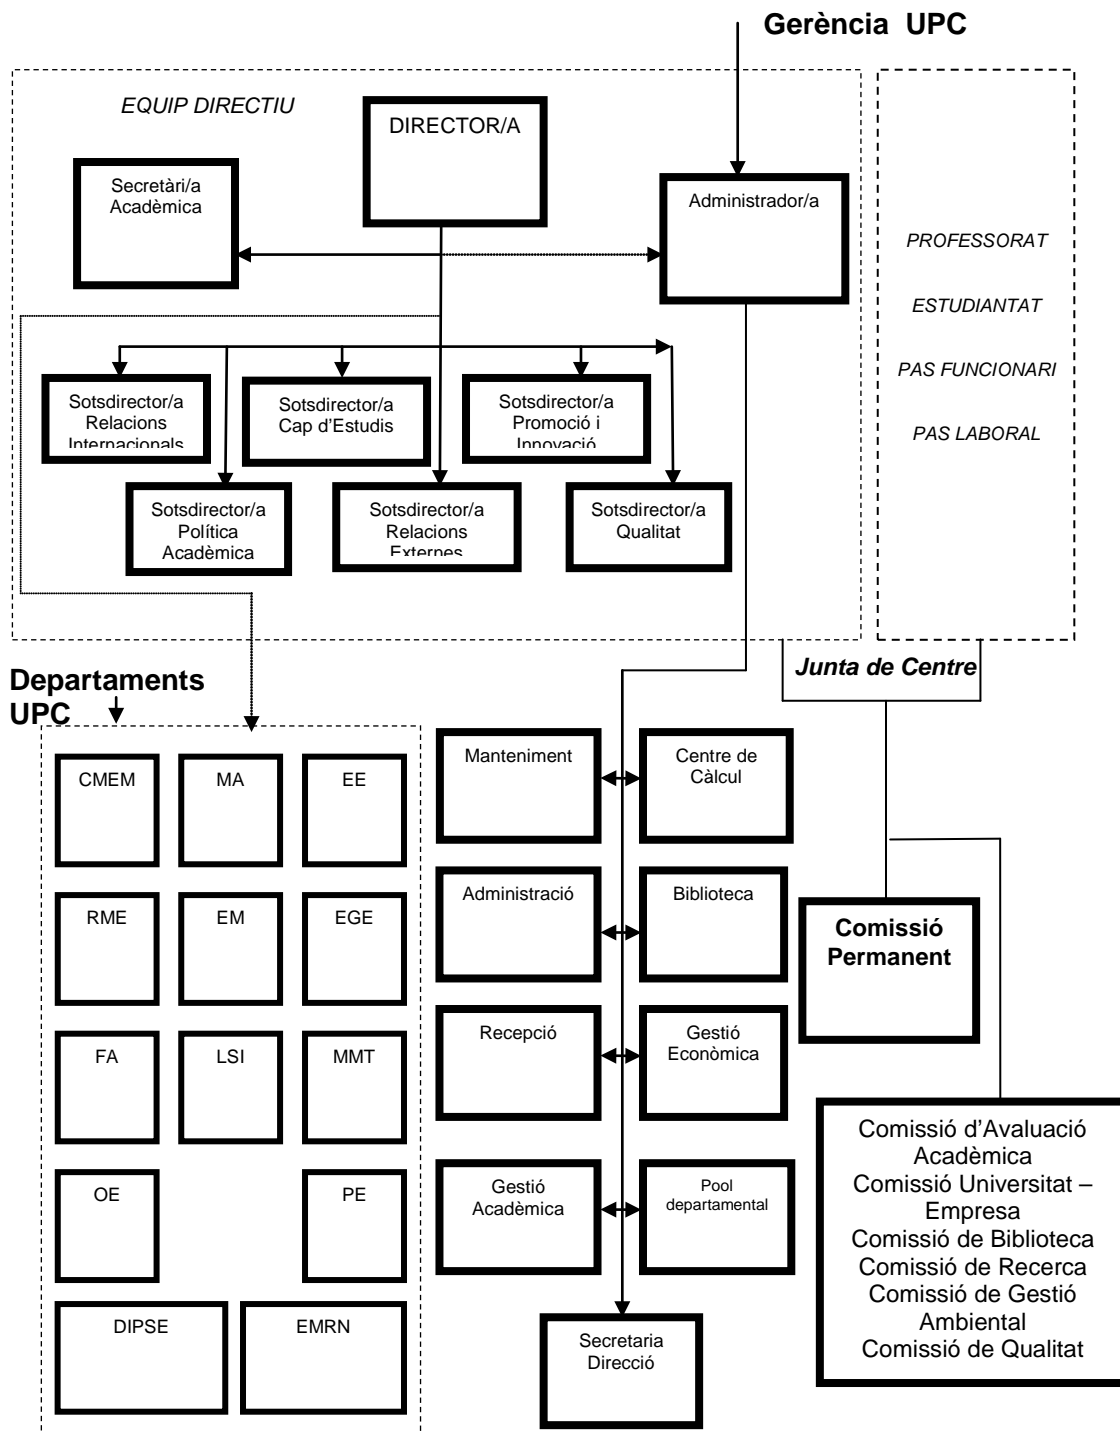 Gerència UPC
EQUIP DIRECTIU
DIRECTOR/A
Secretàri/a
Acadèmica
Administrador/a
PROFESSORAT
ESTUDIANTAT
PAS FUNCIONARI
PAS LABORAL
Sotsdirector/a
Relacions
Internacionals
Sotsdirector/a
Cap d’Estudis
Sotsdirector/a
Promoció i
Innovació
Sotsdirector/a
Política
Acadèmica
Sotsdirector/a
Relacions
Externes
Sotsdirector/a
Qualitat
Junta de Centre
Departaments
UPC
CMEM
MA
EE
RME
EM
EGE
FA
LSI
MMT
OE
PE
DIPSE
EMRN
Manteniment
Centre de
Càlcul
Administració
Biblioteca
Recepció
Gestió
Econòmica
Gestió
Acadèmica
Pool
departamental
Secretaria
Direcció
Comissió
Permanent
Comissió d’Avaluació
Acadèmica
Comissió Universitat –
Empresa
Comissió de Biblioteca
Comissió de Recerca
Comissió de Gestió
Ambiental
Comissió de Qualitat